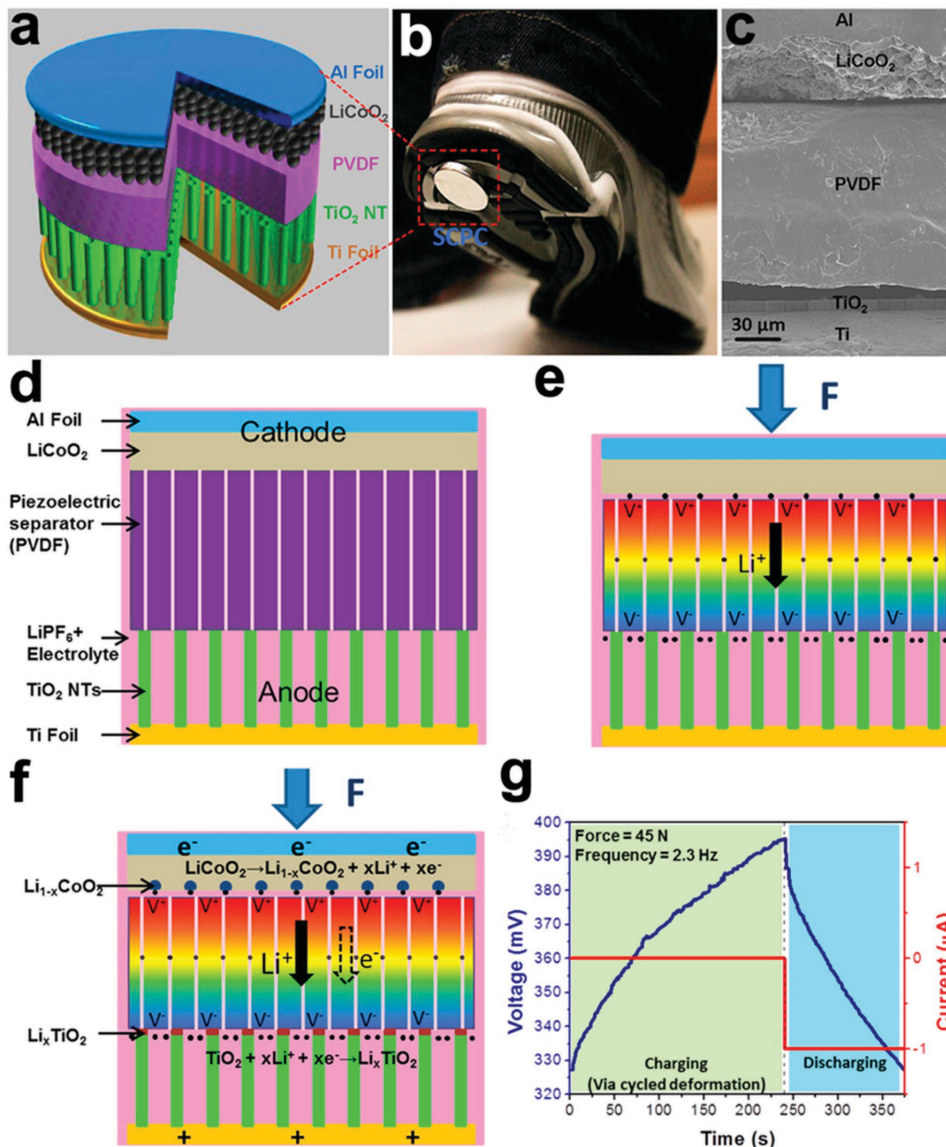 a
Al Foil
LiCoO₂
PVDF
TiO₂ NT
Ti Foil
b
SCPC
c
Al
LiCoO₂
PVDF
TiO₂
30 µm
Ti
d
Al Foil
Cathode
LiCoO₂
Piezoelectric
separator
(PVDF)
LiPF₆+
Electrolyte
TiO₂ NTs
Anode
Ti Foil
e
F
V⁺ V⁺ V⁺ V⁺ V⁺ V⁺
Li⁺
V⁻ V⁻ V⁻ V⁻ V⁻ V⁻
f
F
e⁻ e⁻ e⁻
LiCoO₂→Li₁₋ₓCoO₂ + xLi⁺ + xe⁻
Li₁₋ₓCoO₂
V⁺ V⁺ V⁺ V⁺ V⁺ V⁺
Li⁺ e⁻
V⁻ V⁻ V⁻ V⁻ V⁻ V⁻
LiₓTiO₂
TiO₂ + xLi⁺ + xe⁻→LiₓTiO₂
+ + +
g
Force = 45 N
Frequency = 2.3 Hz
Voltage (mV)
400
390
380
370
360
350
340
330
320
Charging
(Via cycled deformation)
Discharging
1
0
-1
Current (µA)
0 50 100 150 200 250 300 350
Time (s)